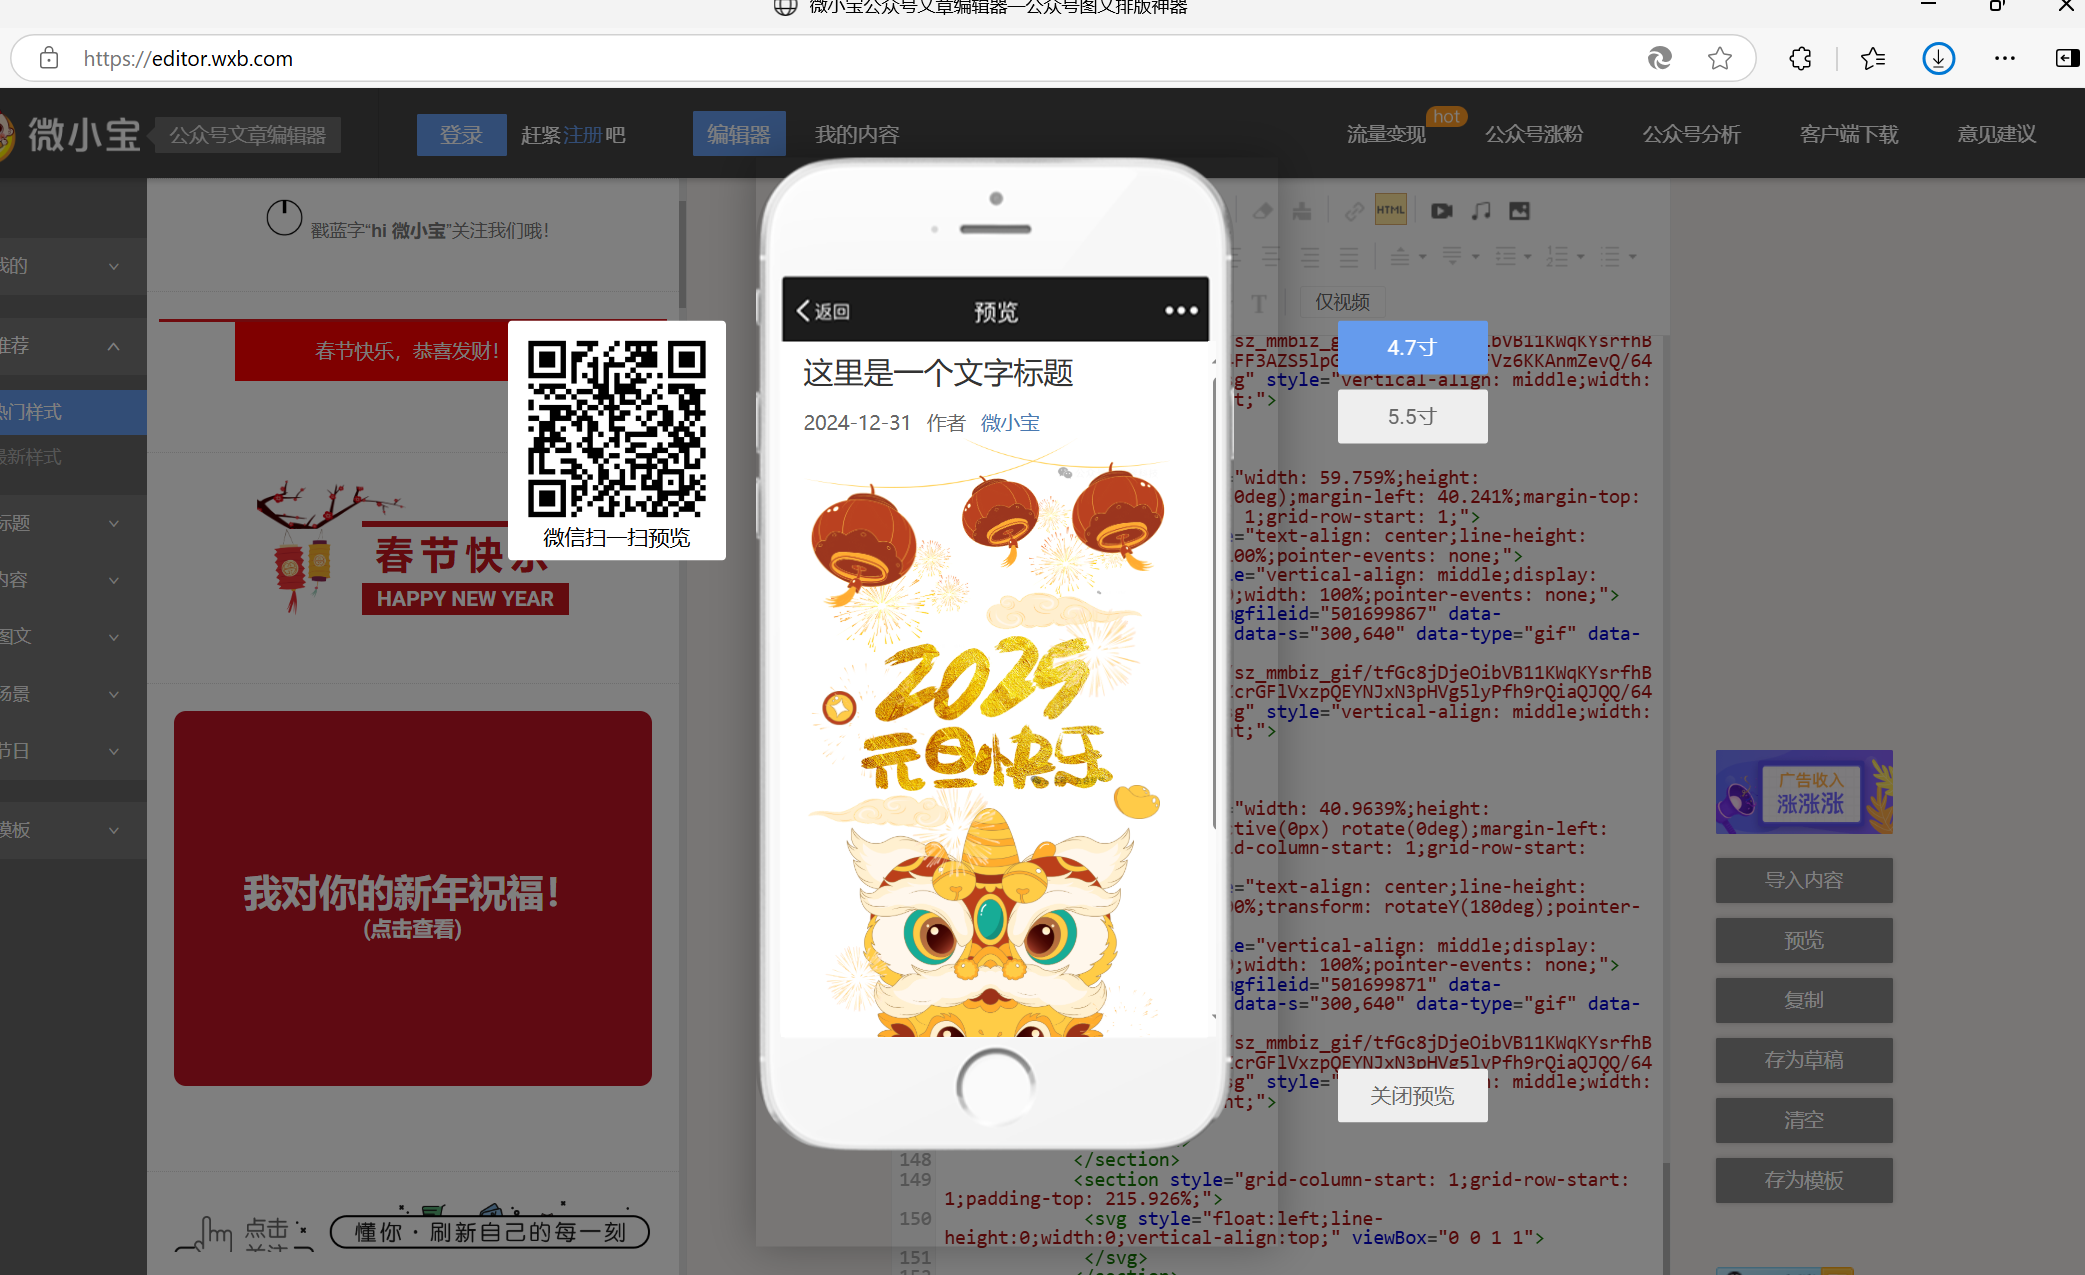 微小宝公众号文章编辑器—公众号图文排版神器
https://editor.wxb.com
微小宝
公众号文章编辑器
登录
赶紧注册吧
编辑器
我的内容
流量变现
hot
公众号涨粉
公众号分析
客户端下载
意见建议
我的
推荐
热门样式
最新样式
标题
内容
图文
场景
节日
模板
戳蓝字“hi 微小宝”关注我们哦！
春节快乐，恭喜发财！
春节快乐
HAPPY NEW YEAR
我对你的新年祝福！
(点击查看)
点击
关注
懂你·刷新自己的每一刻
微信扫一扫预览
返回
预览
这里是一个文字标题
2024-12-31 作者 微小宝
2025
元旦快乐
HTML
T
仅视频
4.7寸
5.5寸
sz_mmbiz_gif/tfGc8jDjeOibVB11KWqKYsrfhB
g" style="vertical-align: middle;width:
t;">
"width: 59.759%;height:
0deg);margin-left: 40.241%;margin-top:
1;grid-row-start: 1;">
="text-align: center;line-height:
00%;pointer-events: none;">
le="vertical-align: middle;display:
;width: 100%;pointer-events: none;">
gfileid="501699867" data-
data-s="300,640" data-type="gif" data-
sz_mmbiz_gif/tfGc8jDjeOibVB11KWqKYsrfhB
crGFlVxzpQEYNJxN3pHVg5lyPfh9rQiaQJQQ/64
g" style="vertical-align: middle;width:
t;">
"width: 40.9639%;height:
ctive(0px) rotate(0deg);margin-left:
d-column-start: 1;grid-row-start:
="text-align: center;line-height:
00%;transform: rotateY(180deg);pointer-
le="vertical-align: middle;display:
;width: 100%;pointer-events: none;">
gfileid="501699871" data-
data-s="300,640" data-type="gif" data-
sz_mmbiz_gif/tfGc8jDjeOibVB11KWqKYsrfhB
crGFlVxzpQEYNJxN3pHVg5lyPfh9rQiaQJQQ/64
g" style="vertical-align: middle;width:
nt;">
148 </section>
149 <section style="grid-column-start: 1;grid-row-start:
1;padding-top: 215.926%;">
150 <svg style="float:left;line-
height:0;width:0;vertical-align:top;" viewBox="0 0 1 1">
151 </svg>
关闭预览
广告收入
涨涨涨
导入内容
预览
复制
存为草稿
清空
存为模板